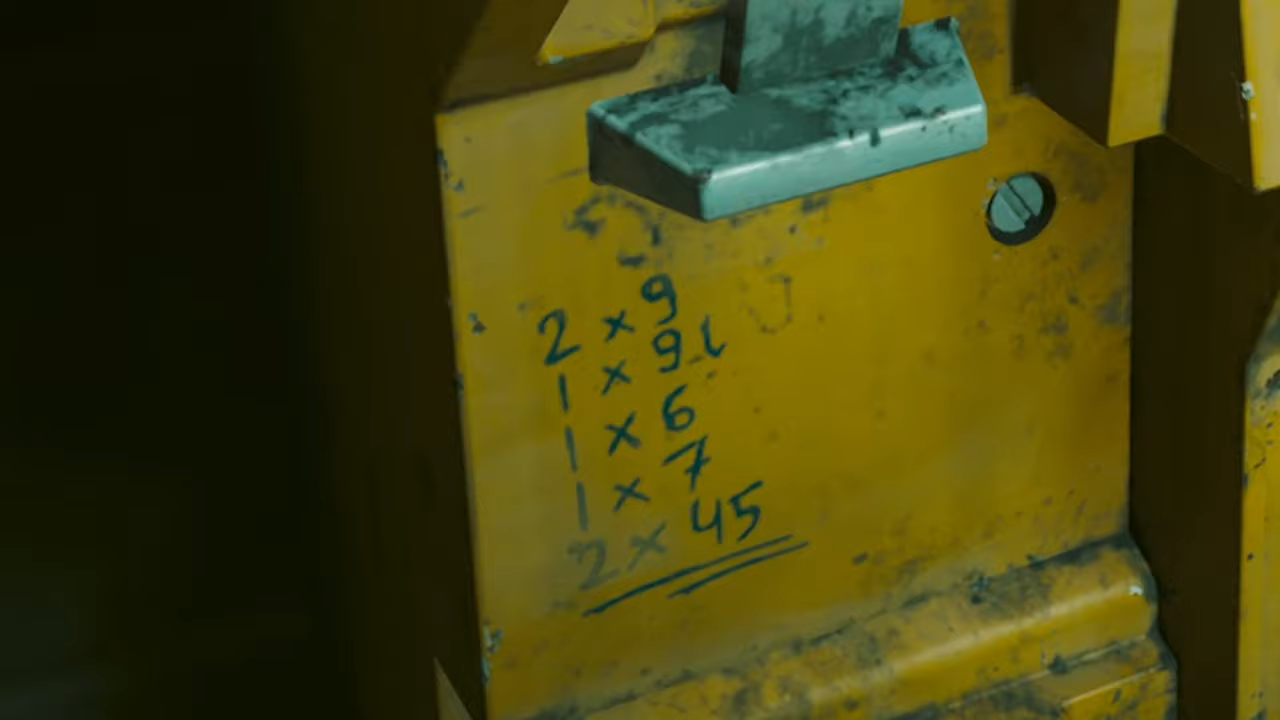 2 x 9
1 x 9 L
1 x 6
1 x 7
2 x 45